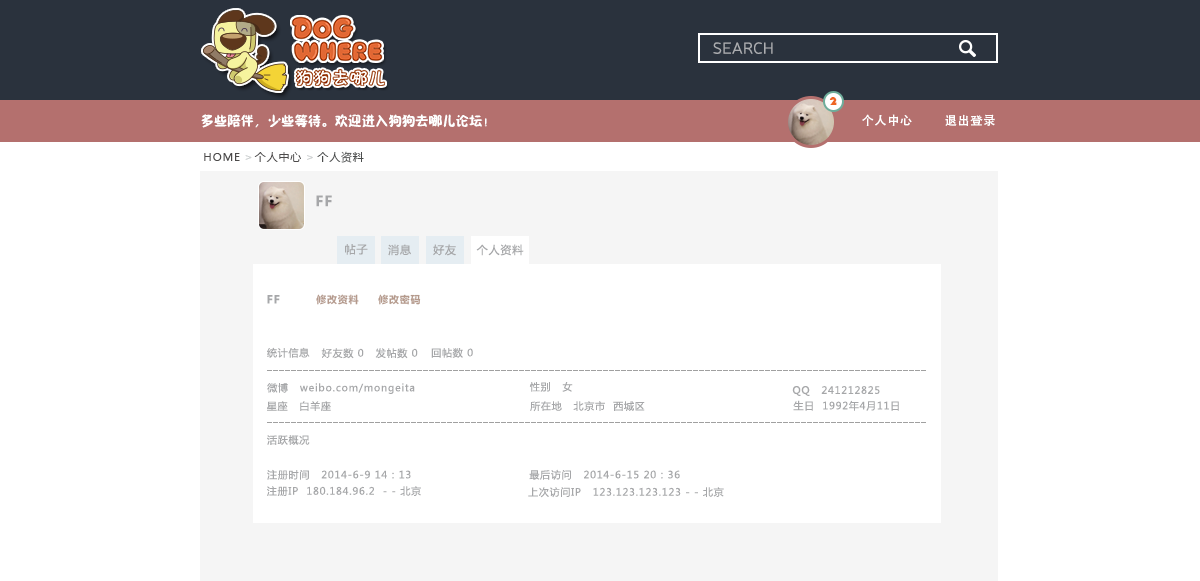 DOG
WHERE
狗狗去哪儿
SEARCH
多些陪伴，少些等待。欢迎进入狗狗去哪儿论坛！
2
个人中心 退出登录
HOME > 个人中心 > 个人资料
FF
帖子 消息 好友 个人资料
FF 修改资料 修改密码
统计信息 好友数 0 发帖数 0 回帖数 0
微博 weibo.com/mongeita 性别 女 QQ 241212825
星座 白羊座 所在地 北京市 西城区 生日 1992年4月11日
活跃概况
注册时间 2014-6-9 14：13 最后访问 2014-6-15 20：36
注册IP 180.184.96.2 - - 北京 上次访问IP 123.123.123.123 - - 北京